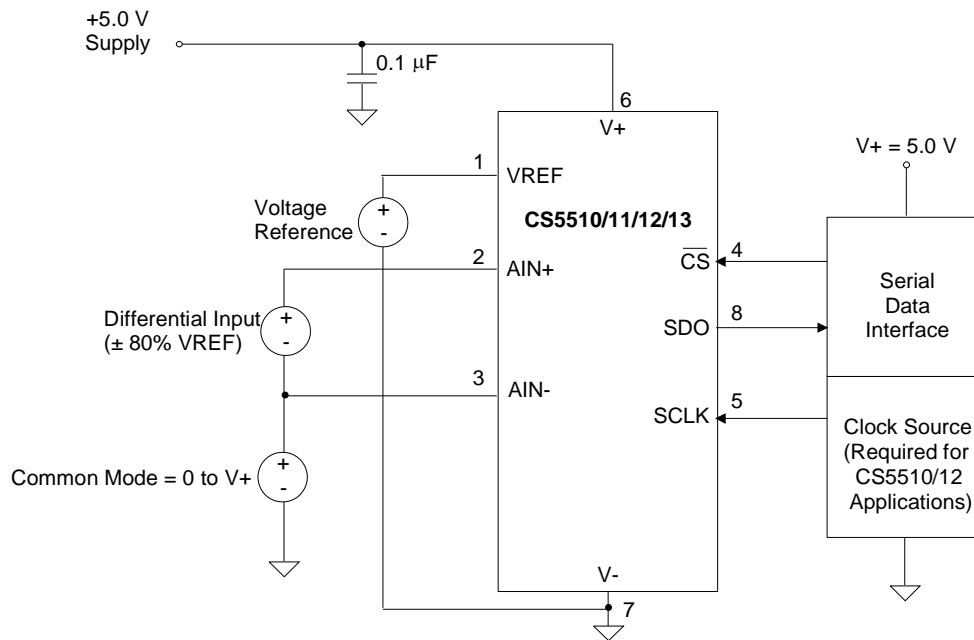 +5.0 V
Supply
0.1 μF
6
V+
V+ = 5.0 V
1
VREF
Voltage
Reference
+
-
CS5510/11/12/13
2
AIN+
CS
4
Serial
Data
Interface
Differential Input
(± 80% VREF)
+
-
SDO
8
3
AIN-
SCLK
5
Clock Source
(Required for
CS5510/12
Applications)
Common Mode = 0 to V+
+
-
V-
7